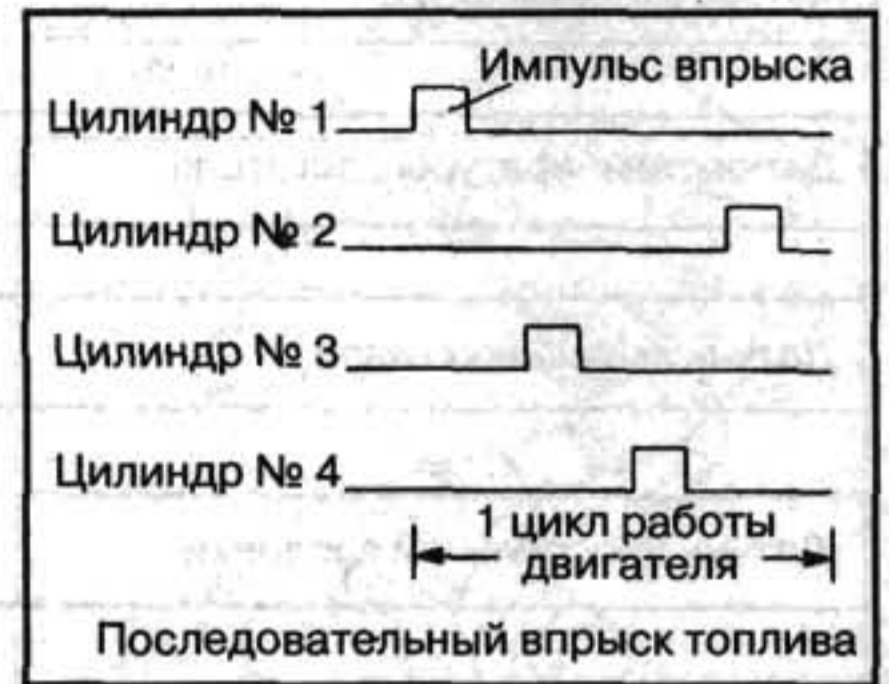 Импульс впрыска
Цилиндр № 1
Цилиндр № 2
Цилиндр № 3
Цилиндр № 4
1 цикл работы
двигателя
Последовательный впрыск топлива